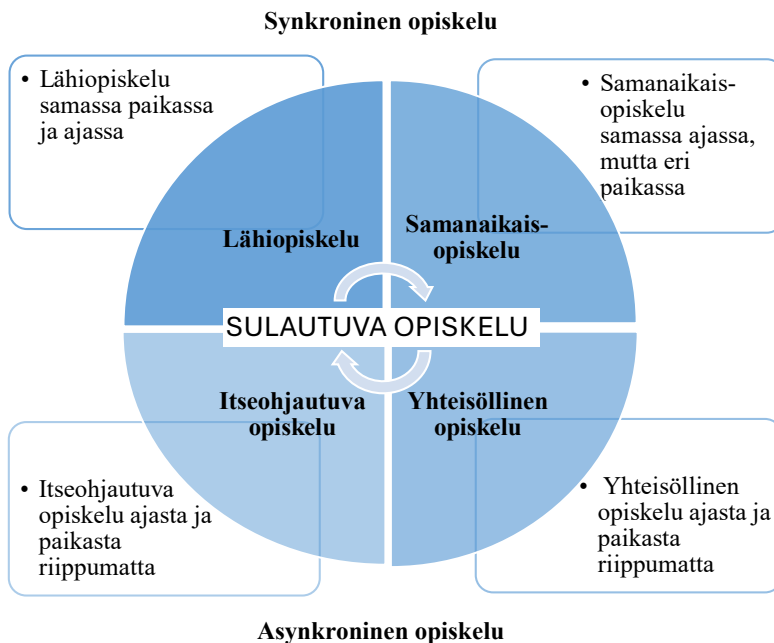 Synkroninen opiskelu
• Lähiopiskelu
samassa paikassa
ja ajassa
• Samanaikais-
opiskelu
samassa ajassa,
mutta eri
paikassa
Lähiopiskelu
Samanaikais-
opiskelu
SULAUTUVA OPISKELU
Itseohjautuva
opiskelu
Yhteisöllinen
opiskelu
• Itseohjautuva
opiskelu ajasta ja
paikasta
riippumatta
• Yhteisöllinen
opiskelu ajasta ja
paikasta
riippumatta
Asynkroninen opiskelu